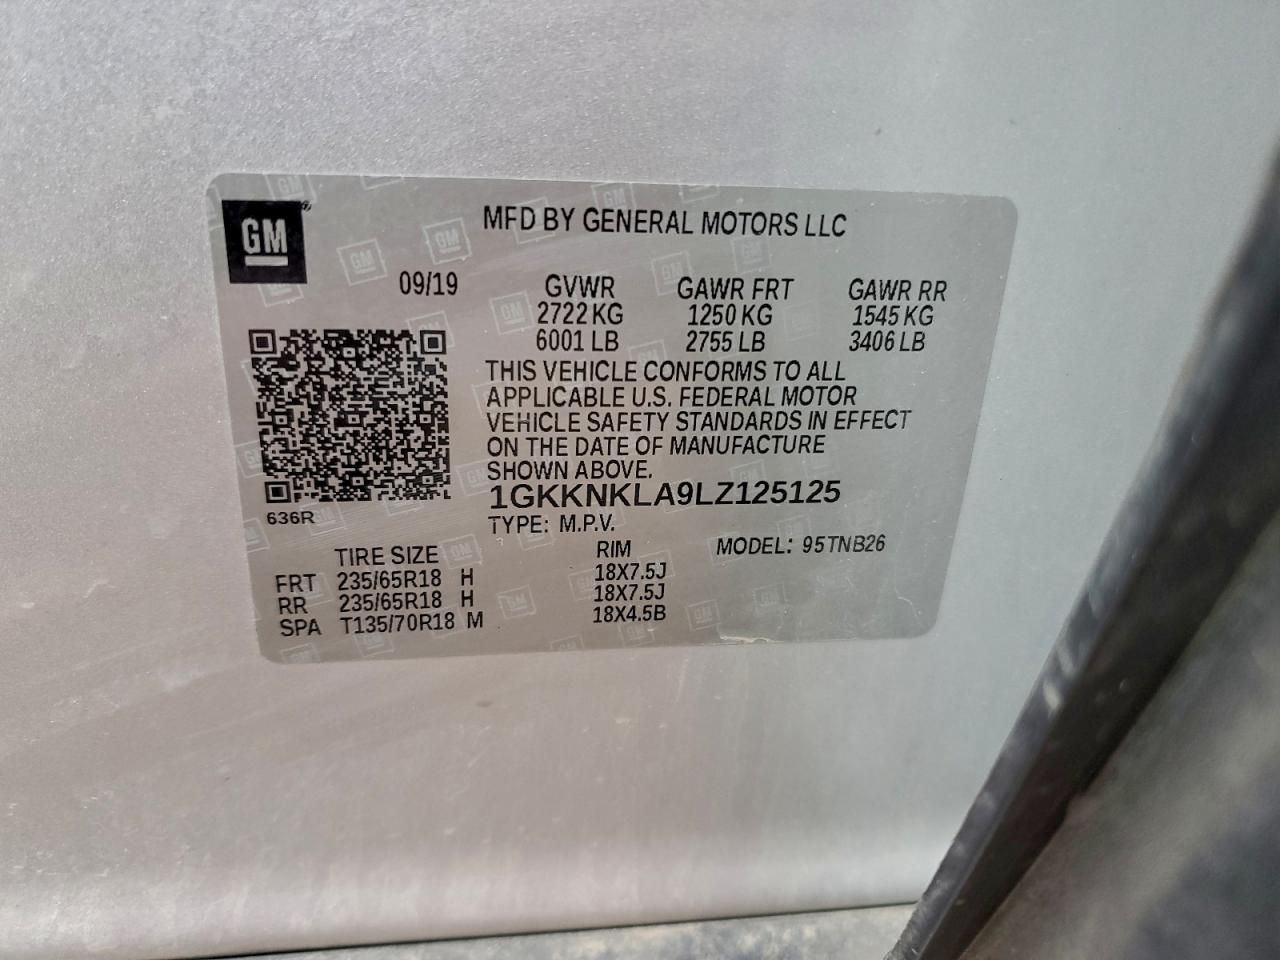 GM®
MFD BY GENERAL MOTORS LLC
09/19 GVWR GAWR FRT GAWR RR
2722 KG 1250 KG 1545 KG
6001 LB 2755 LB 3406 LB
THIS VEHICLE CONFORMS TO ALL
APPLICABLE U.S. FEDERAL MOTOR
VEHICLE SAFETY STANDARDS IN EFFECT
ON THE DATE OF MANUFACTURE
SHOWN ABOVE.
1GKKNKLA9LZ125125
636R
TYPE: M.P.V.
TIRE SIZE RIM MODEL: 95TNB26
FRT 235/65R18 H 18X7.5J
RR 235/65R18 H 18X7.5J
SPA T135/70R18 M 18X4.5B